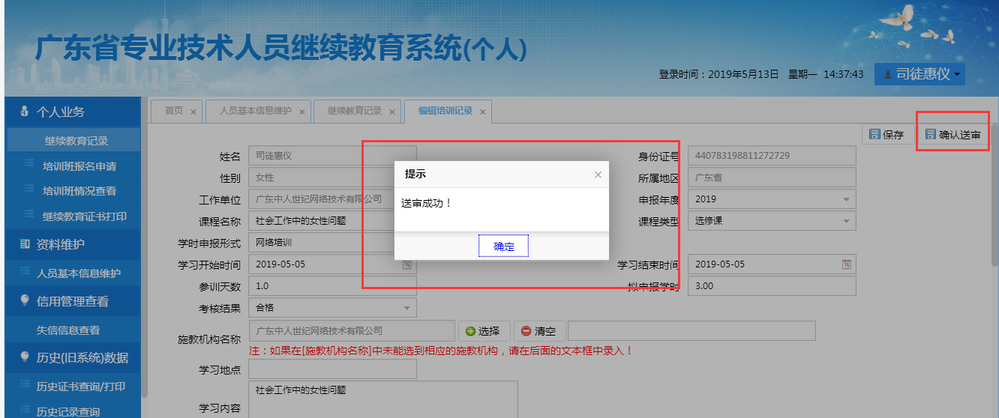 广东省专业技术人员继续教育系统(个人)
登录时间：2019年5月13日 星期一 14:37:43 司徒惠仪
个人业务
继续教育记录
培训班报名申请
培训班情况查看
继续教育证书打印
资料维护
人员基本信息维护
信用管理查看
失信信息查看
历史(旧系统)数据
历史证书查询/打印
历史记录查询
首页 × 人员基本信息维护 × 继续教育记录 × 编辑培训记录 ×
保存 确认送审
姓名 司徒惠仪 身份证号 440783198811272729
性别 女性 所属地区 广东省
工作单位 广东中人世纪网络技术有限公司 申报年度 2019
课程名称 社会工作中的女性问题 课程类型 选修课
学时申报形式 网络培训
学习开始时间 2019-05-05 学习结束时间 2019-05-05
参训天数 1.0 拟申报学时 3.00
考核结果 合格
施教机构名称 广东中人世纪网络技术有限公司 选择 清空
注：如果在[施教机构名称]中未能选到相应的施教机构，请在后面的文本框中录入！
学习地点
学习内容 社会工作中的女性问题
提示 ×
送审成功！
确定